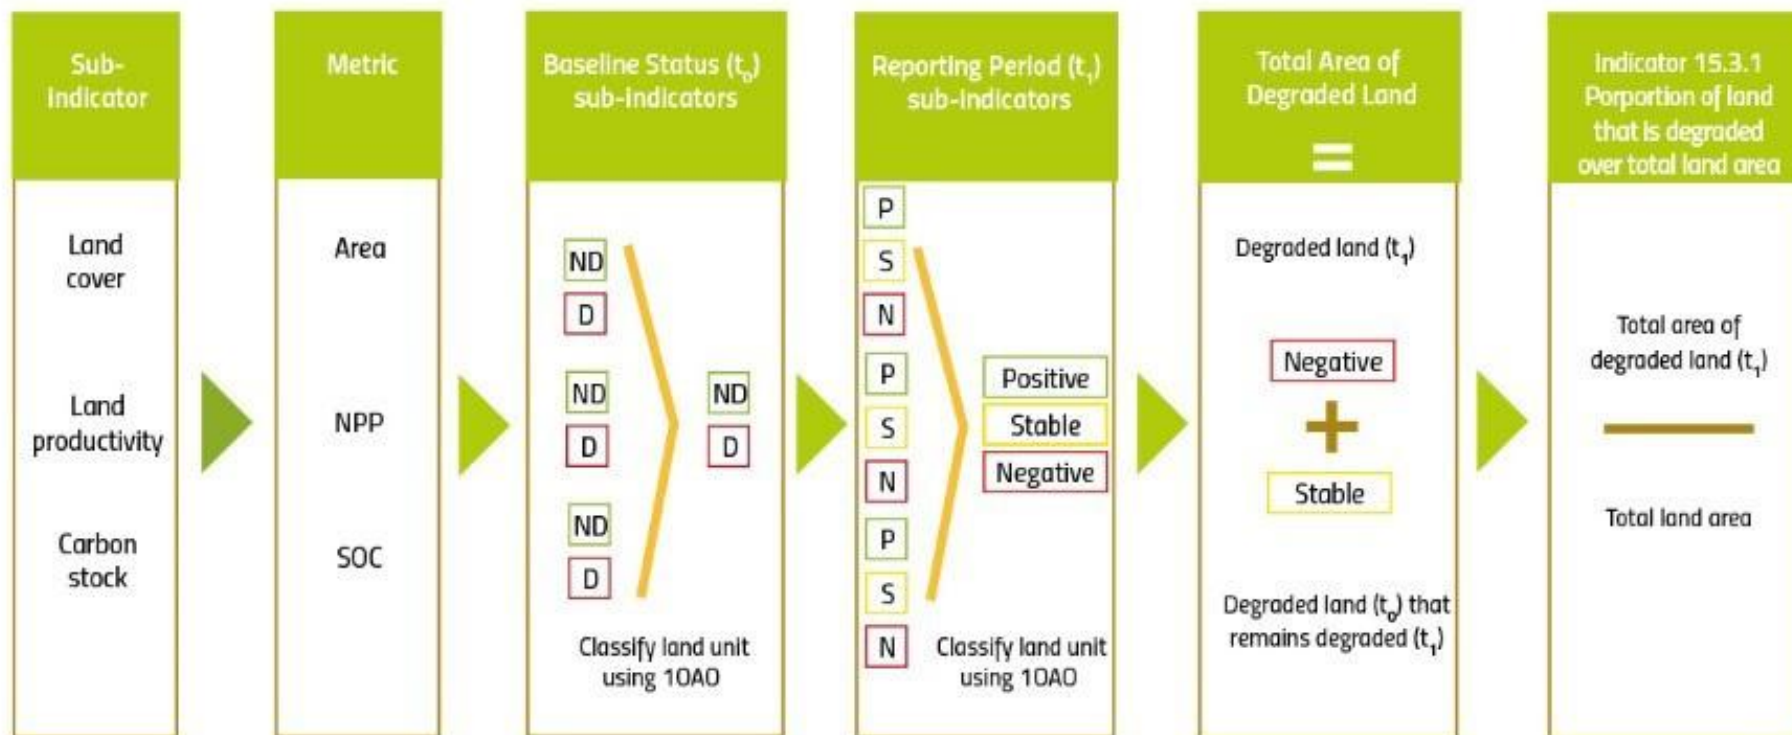 Sub-
Indicator
Land
cover
Land
productivity
Carbon
stock
Metric
Area
NPP
SOC
Baseline Status (t0)
sub-indicators
ND
D
ND
D
ND
D
ND
D
Classify land unit
using 1OAO
Reporting Period (t1)
sub-indicators
P
S
N
P
S
N
P
S
N
Positive
Stable
Negative
Classify land unit
using 1OAO
Total Area of
Degraded Land
=
Degraded land (t1)
Negative
+
Stable
Degraded land (t0) that
remains degraded (t1)
Indicator 15.3.1
Porportion of land
that is degraded
over total land area
Total area of
degraded land (t1)
Total land area